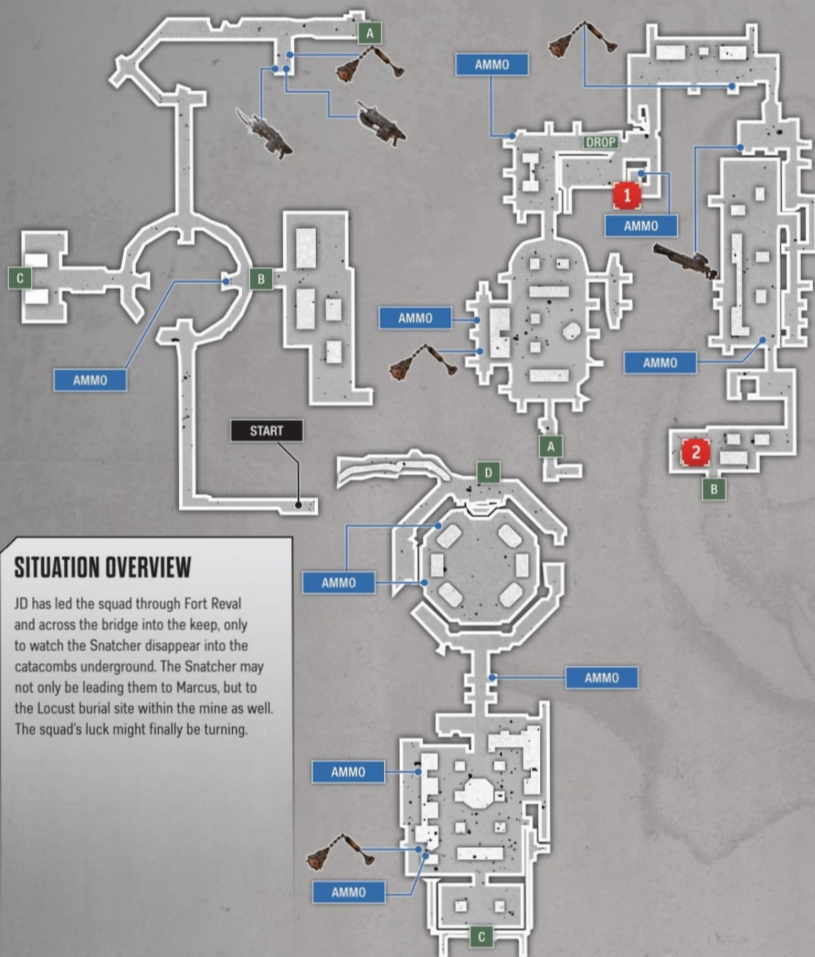 A
AMMO
DROP
1
AMMO
C
B
AMMO
AMMO
AMMO
START
A
2
B
D
SITUATION OVERVIEW
JD has led the squad through Fort Reval
and across the bridge into the keep, only
to watch the Snatcher disappear into the
catacombs underground. The Snatcher may
not only be leading them to Marcus, but to
the Locust burial site within the mine as well.
The squad's luck might finally be turning.
AMMO
AMMO
AMMO
AMMO
C